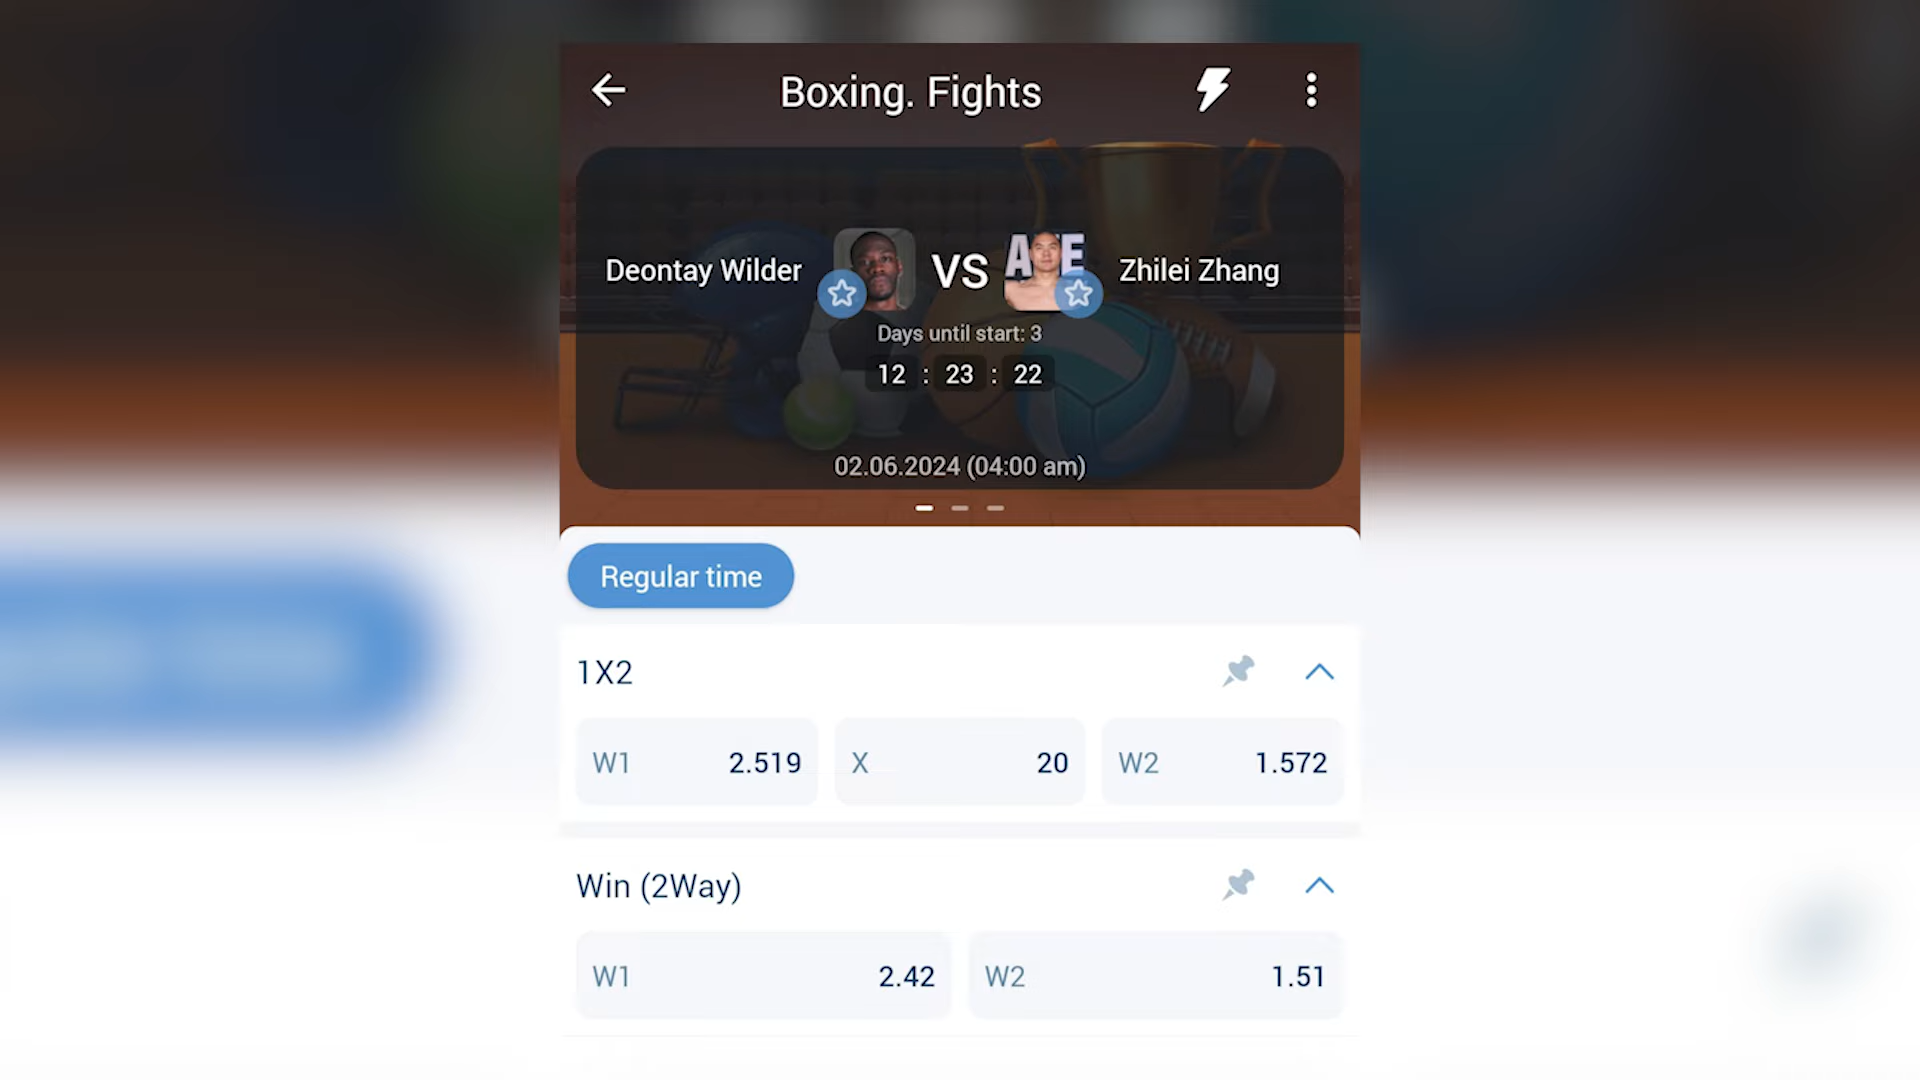 Boxing. Fights
Deontay Wilder
VS
Zhilei Zhang
Days until start: 3
12 : 23 : 22
02.06.2024 (04:00 am)
Regular time
1X2
W1 2.519 X 20 W2 1.572
Win (2Way)
W1 2.42 W2 1.51